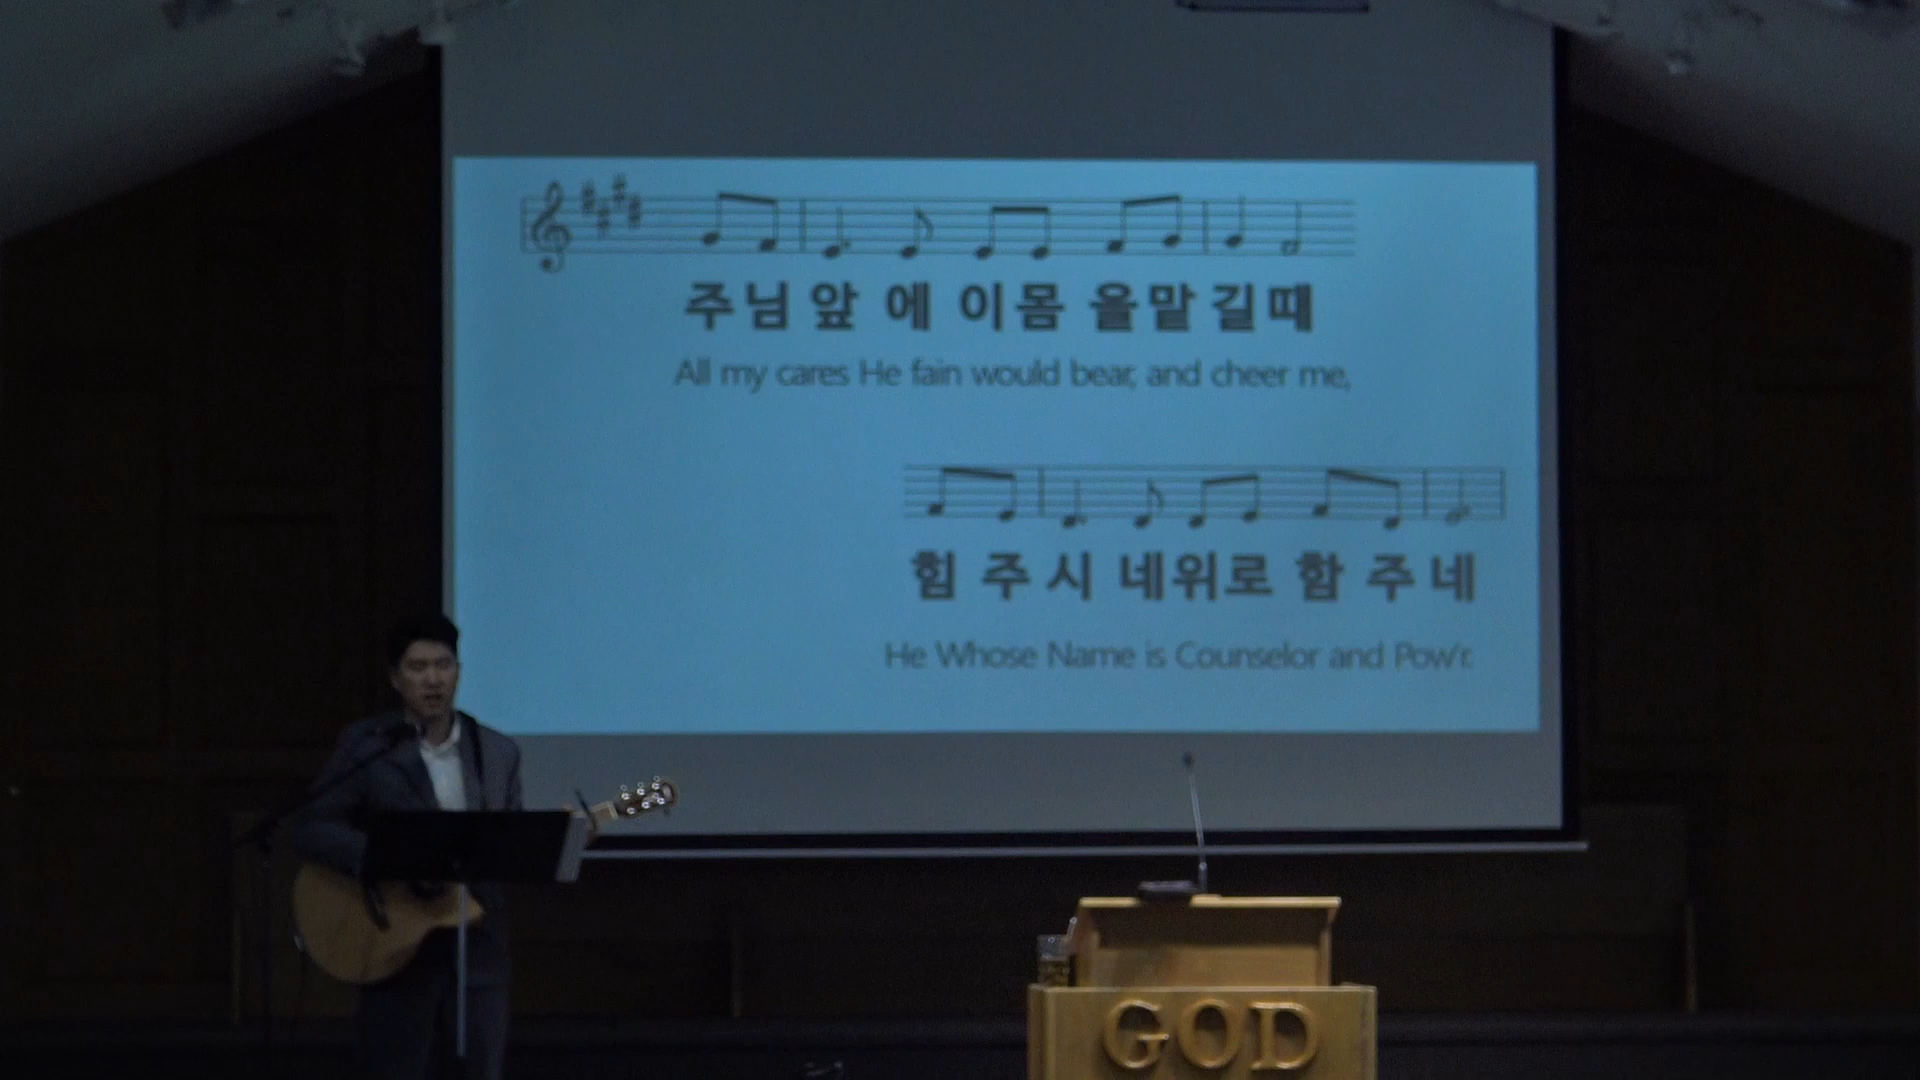 주님 앞 에 이몸 을맡 길때
All my cares He fain would bear, and cheer me,
힘 주 시 네위로 함 주 네
He Whose Name is Counselor and Pow'r.
GOD